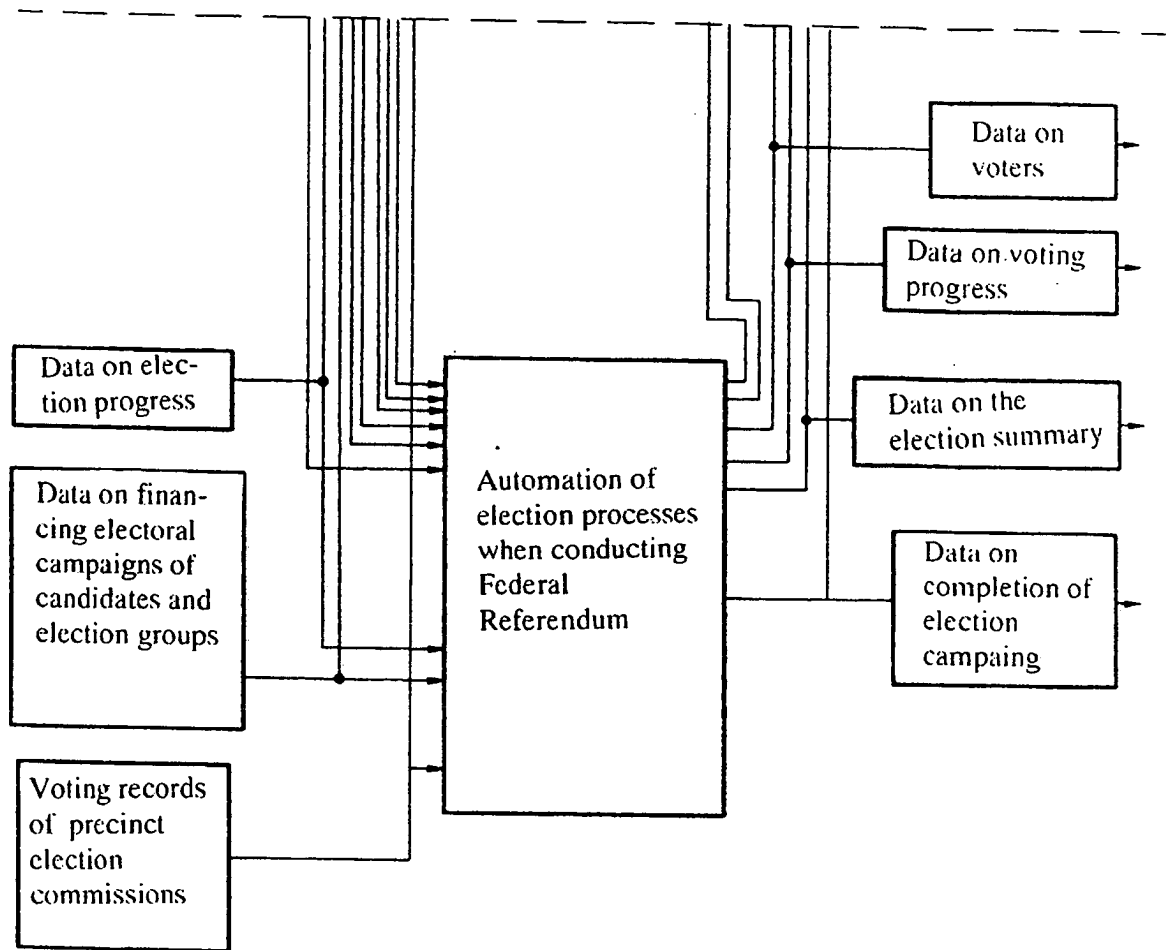 Data on
voters
Data on voting
progress
Data on elec-
tion progress
Data on the
election summary
Data on finan-
cing electoral
campaigns of
candidates and
election groups
Automation of
election processes
when conducting
Federal
Referendum
Data on
completion of
election
campaing
Voting records
of precinct
election
commissions